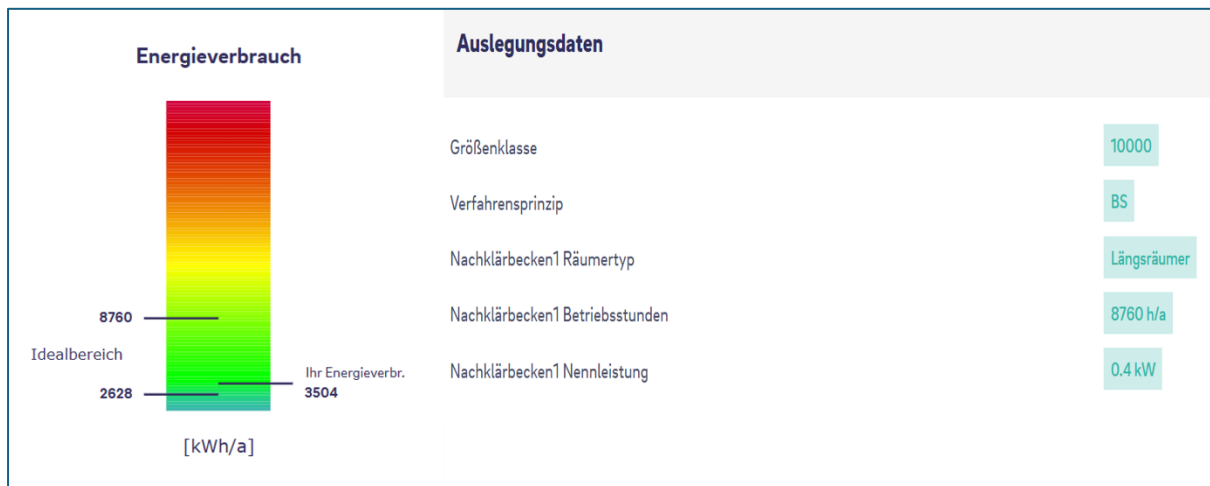 Energieverbrauch
8760
Idealbereich
2628
Ihr Energieverbr.
3504
[kWh/a]
Auslegungsdaten
Größenklasse
10000
Verfahrensprinzip
BS
Nachklärbecken1 Räumertyp
Längsräumer
Nachklärbecken1 Betriebsstunden
8760 h/a
Nachklärbecken1 Nennleistung
0.4 kW